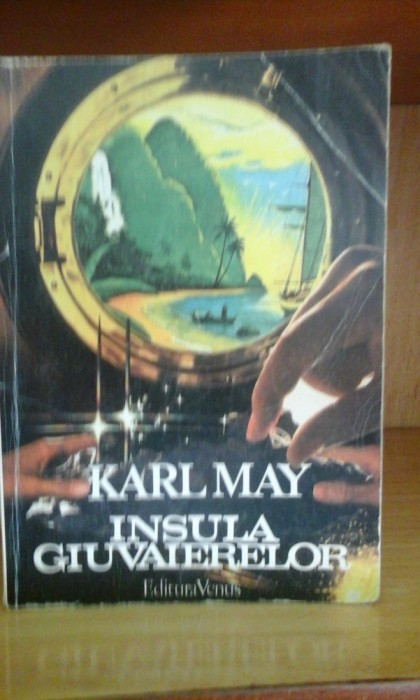 KARL MAY
INSULA
GIUVAIERELOR
Editura Venus